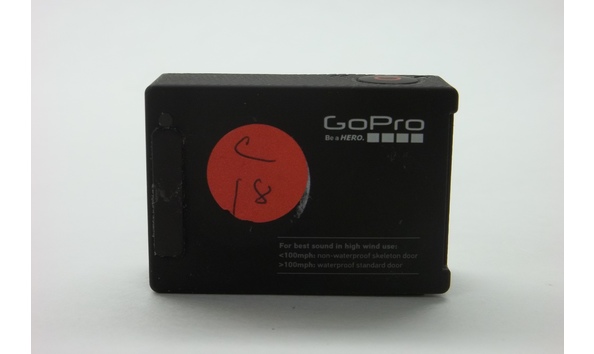 GoPro
Be a HERO.
For best sound in high wind use:
<100mph: non-waterproof skeleton door
>100mph: waterproof standard door